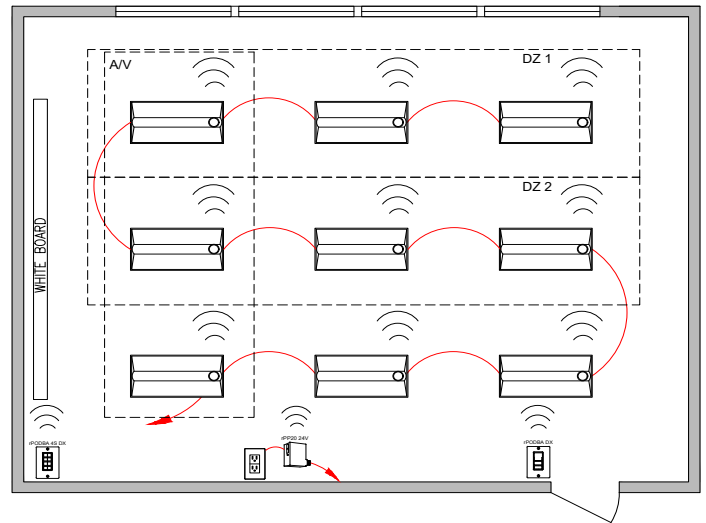 A/V
DZ 1
DZ 2
WHITE BOARD
rPODBA 4S DX
rPP20 24V
rPODBA DX